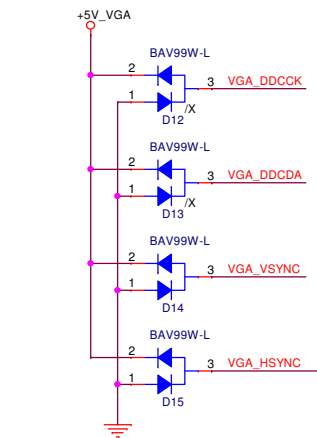 +5V_VGA
BAV99W-L
2
3 VGA_DDCCK
1
/X
D12
BAV99W-L
2
3 VGA_DDCDA
1
/X
D13
BAV99W-L
2
3 VGA_VSYNC
1
D14
BAV99W-L
2
3 VGA_HSYNC
1
D15